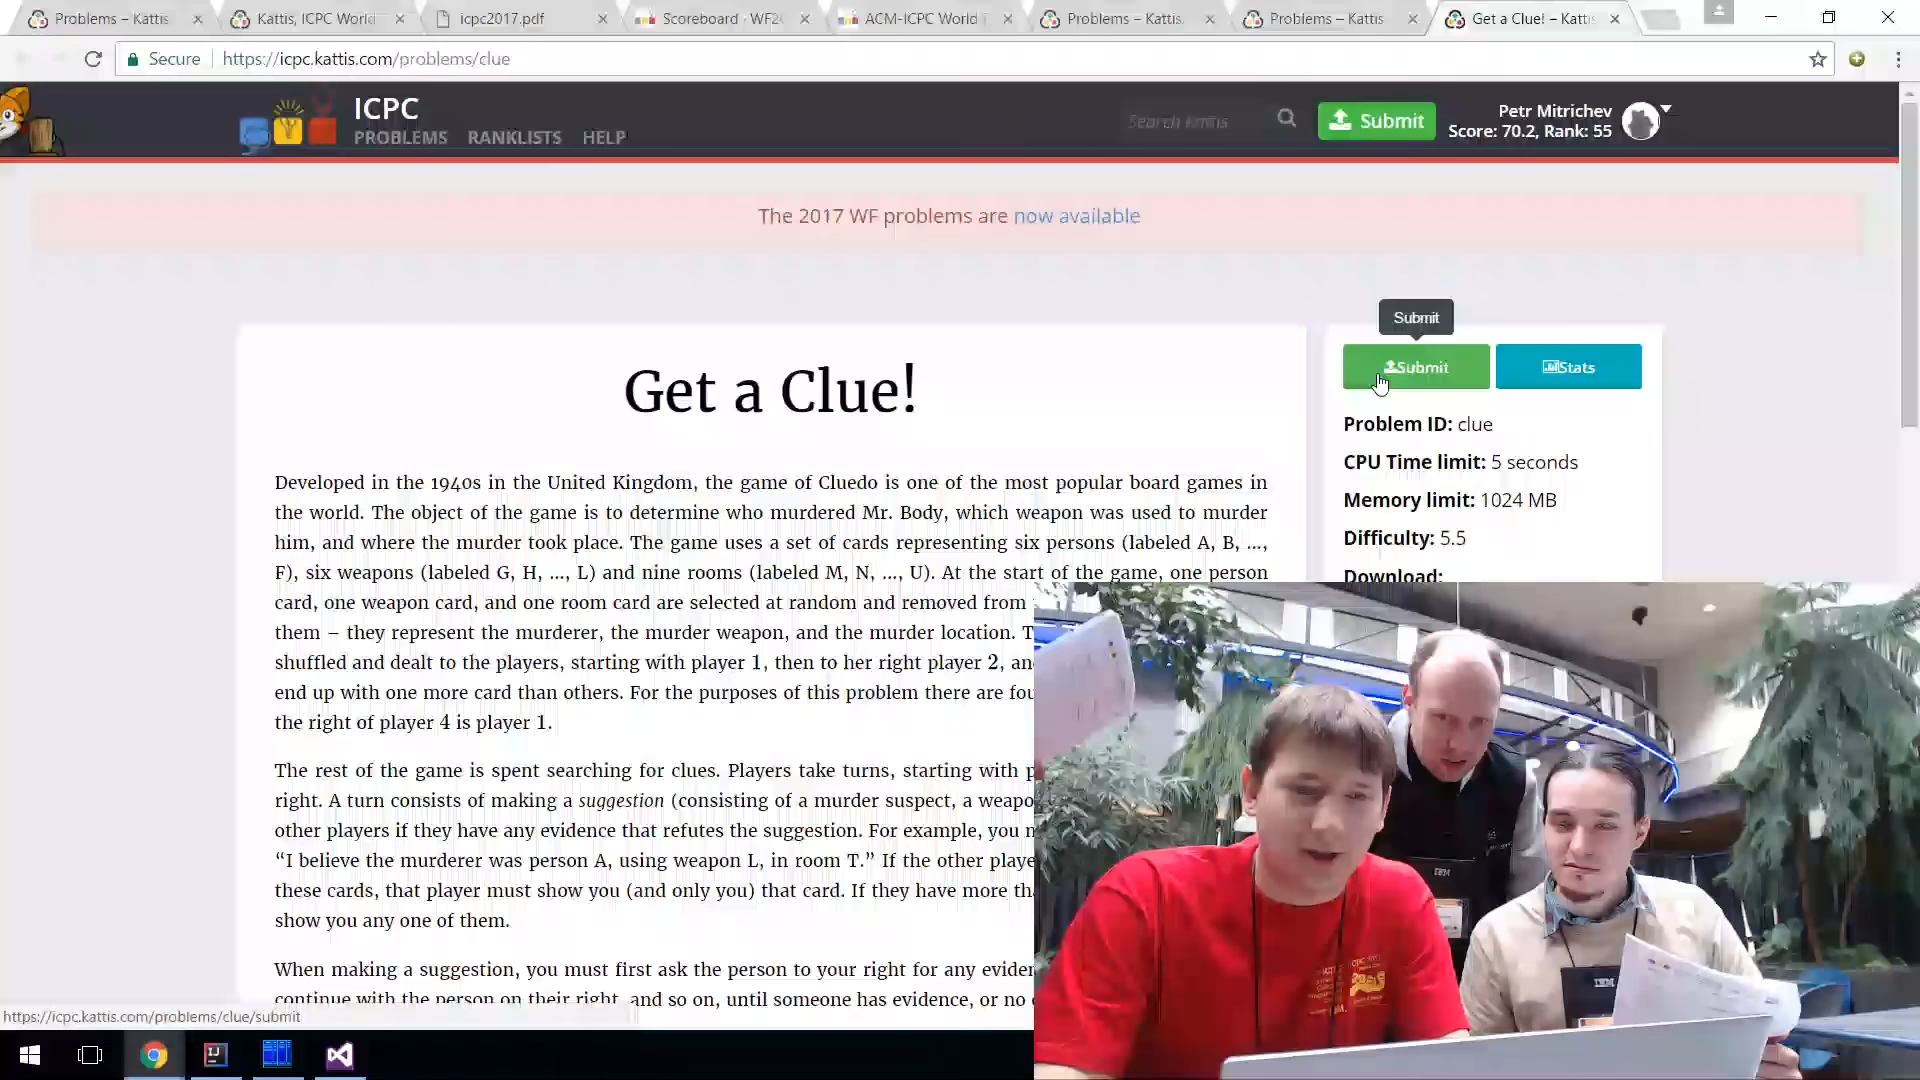 Problems – Kattis
Kattis, ICPC World
icpc2017.pdf
Scoreboard - WF2
ACM-ICPC World
Problems – Kattis
Problems – Kattis
Get a Clue! – Katti
Secure
https://icpc.kattis.com/problems/clue
ICPC
PROBLEMS RANKLISTS HELP
Search Kattis
Submit
Petr Mitrichev
Score: 70.2, Rank: 55
The 2017 WF problems are now available
Submit
Submit
Stats
Get a Clue!
Problem ID: clue
CPU Time limit: 5 seconds
Memory limit: 1024 MB
Difficulty: 5.5
Download:
Developed in the 1940s in the United Kingdom, the game of Cluedo is one of the most popular board games in
the world. The object of the game is to determine who murdered Mr. Body, which weapon was used to murder
him, and where the murder took place. The game uses a set of cards representing six persons (labeled A, B, ...,
F), six weapons (labeled G, H, ..., L) and nine rooms (labeled M, N, ..., U). At the start of the game, one person
card, one weapon card, and one room card are selected at random and removed from
them – they represent the murderer, the murder weapon, and the murder location. T
shuffled and dealt to the players, starting with player 1, then to her right player 2, an
end up with one more card than others. For the purposes of this problem there are fou
the right of player 4 is player 1.
The rest of the game is spent searching for clues. Players take turns, starting with p
right. A turn consists of making a suggestion (consisting of a murder suspect, a weapo
other players if they have any evidence that refutes the suggestion. For example, you m
“I believe the murderer was person A, using weapon L, in room T.” If the other playe
these cards, that player must show you (and only you) that card. If they have more tha
show you any one of them.
When making a suggestion, you must first ask the person to your right for any eviden
continue with the person on their right, and so on, until someone has evidence, or no
https://icpc.kattis.com/problems/clue/submit
IBM
IBM